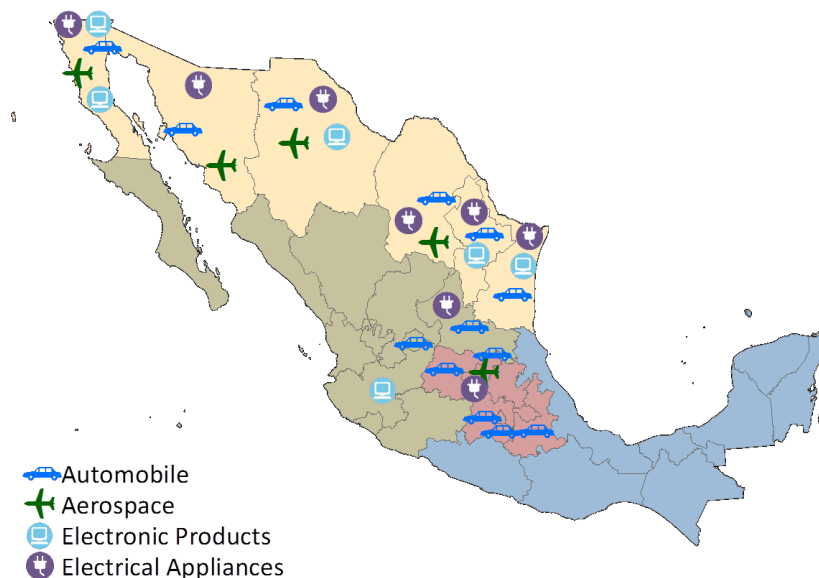 Automobile
Aerospace
Electronic Products
Electrical Appliances